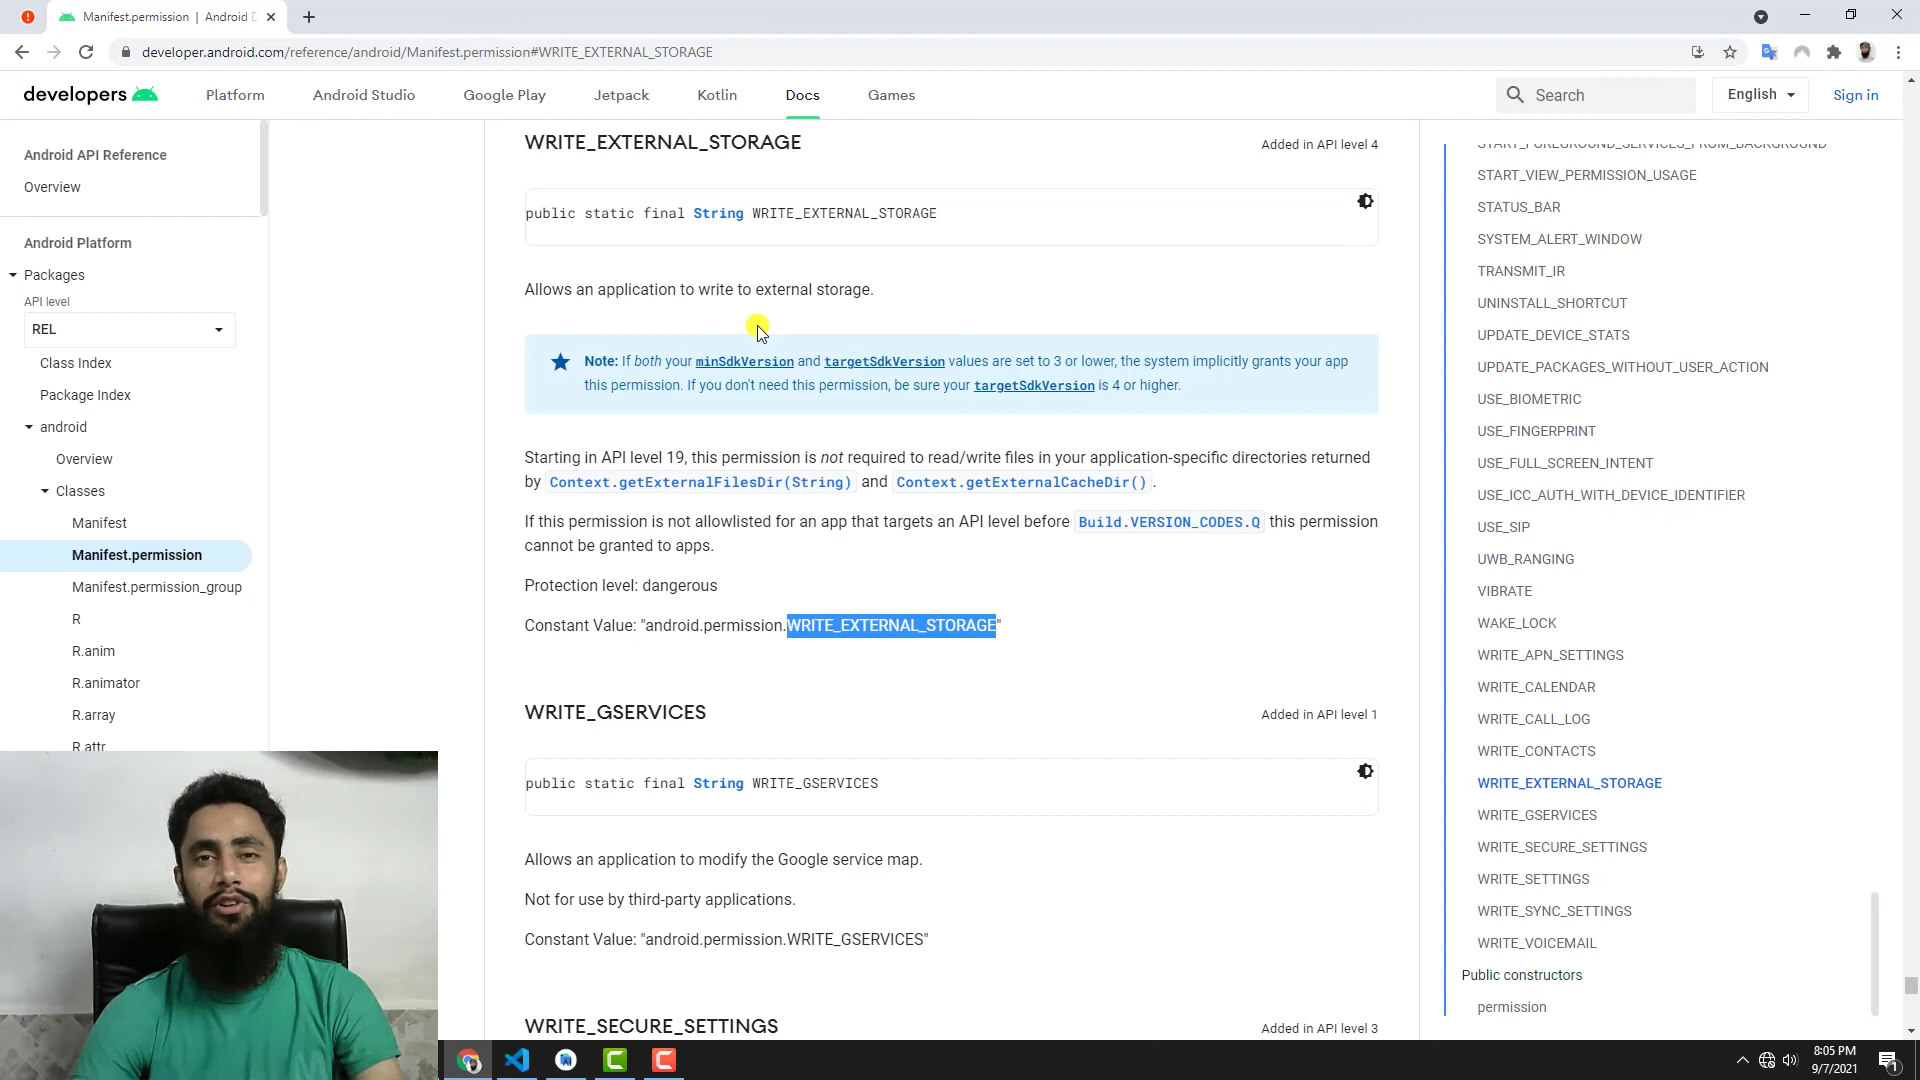 Manifest.permission | Android D
developer.android.com/reference/android/Manifest.permission#WRITE_EXTERNAL_STORAGE
developers
Platform
Android Studio
Google Play
Jetpack
Kotlin
Docs
Games
Search
English
Sign in
Android API Reference
Overview
Android Platform
Packages
API level
REL
Class Index
Package Index
android
Overview
Classes
Manifest
Manifest.permission
Manifest.permission_group
R
R.anim
R.animator
R.array
R.attr
WRITE_EXTERNAL_STORAGE
Added in API level 4
public static final String WRITE_EXTERNAL_STORAGE
Allows an application to write to external storage.
Note: If both your minSdkVersion and targetSdkVersion values are set to 3 or lower, the system implicitly grants your app
this permission. If you don't need this permission, be sure your targetSdkVersion is 4 or higher.
Starting in API level 19, this permission is not required to read/write files in your application-specific directories returned
by Context.getExternalFilesDir(String) and Context.getExternalCacheDir().
If this permission is not allowlisted for an app that targets an API level before Build.VERSION_CODES.Q this permission
cannot be granted to apps.
Protection level: dangerous
Constant Value: "android.permission.WRITE_EXTERNAL_STORAGE"
WRITE_GSERVICES
Added in API level 1
public static final String WRITE_GSERVICES
Allows an application to modify the Google service map.
Not for use by third-party applications.
Constant Value: "android.permission.WRITE_GSERVICES"
WRITE_SECURE_SETTINGS
Added in API level 3
START_FOREGROUND_SERVICES_FROM_BACKGROUND
START_VIEW_PERMISSION_USAGE
STATUS_BAR
SYSTEM_ALERT_WINDOW
TRANSMIT_IR
UNINSTALL_SHORTCUT
UPDATE_DEVICE_STATS
UPDATE_PACKAGES_WITHOUT_USER_ACTION
USE_BIOMETRIC
USE_FINGERPRINT
USE_FULL_SCREEN_INTENT
USE_ICC_AUTH_WITH_DEVICE_IDENTIFIER
USE_SIP
UWB_RANGING
VIBRATE
WAKE_LOCK
WRITE_APN_SETTINGS
WRITE_CALENDAR
WRITE_CALL_LOG
WRITE_CONTACTS
WRITE_EXTERNAL_STORAGE
WRITE_GSERVICES
WRITE_SECURE_SETTINGS
WRITE_SETTINGS
WRITE_SYNC_SETTINGS
WRITE_VOICEMAIL
Public constructors
permission
8:05 PM
9/7/2021
1